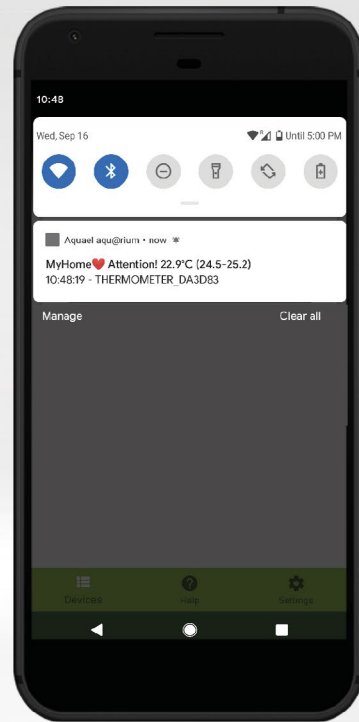 10:48
Wed, Sep 16
Until 5:00 PM
Aquael aqu@rium • now
MyHome❤️ Attention! 22.9°C (24.5-25.2)
10:48:19 - THERMOMETER_DA3D83
Manage Clear all
Devices Help Settings